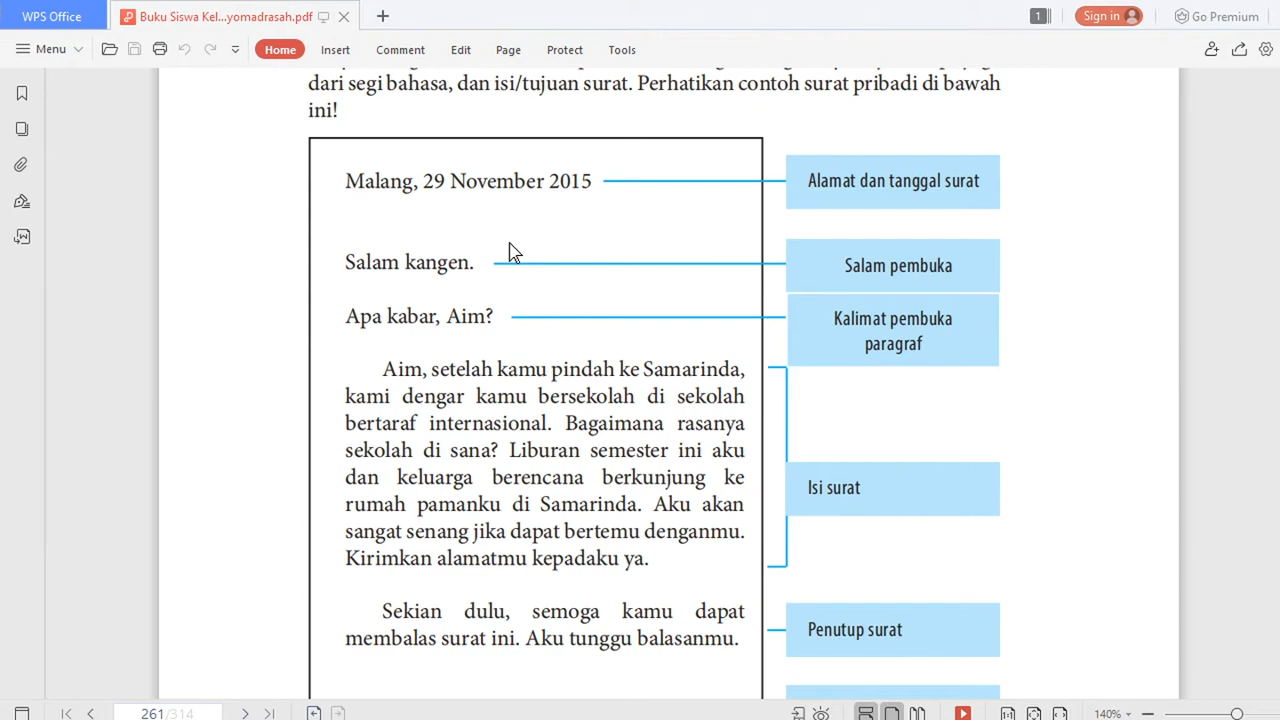 WPS Office
Buku Siswa Kel...yomadrasah.pdf
1
Sign in
Go Premium
Menu
Home
Insert
Comment
Edit
Page
Protect
Tools
dari segi bahasa, dan isi/tujuan surat. Perhatikan contoh surat pribadi di bawah
ini!
Malang, 29 November 2015
Alamat dan tanggal surat
Salam kangen.
Salam pembuka
Apa kabar, Aim?
Kalimat pembuka
paragraf
Aim, setelah kamu pindah ke Samarinda,
kami dengar kamu bersekolah di sekolah
bertaraf internasional. Bagaimana rasanya
sekolah di sana? Liburan semester ini aku
dan keluarga berencana berkunjung ke
rumah pamanku di Samarinda. Aku akan
sangat senang jika dapat bertemu denganmu.
Kirimkan alamatmu kepadaku ya.
Isi surat
Sekian dulu, semoga kamu dapat
membalas surat ini. Aku tunggu balasanmu.
Penutup surat
261/314
140%